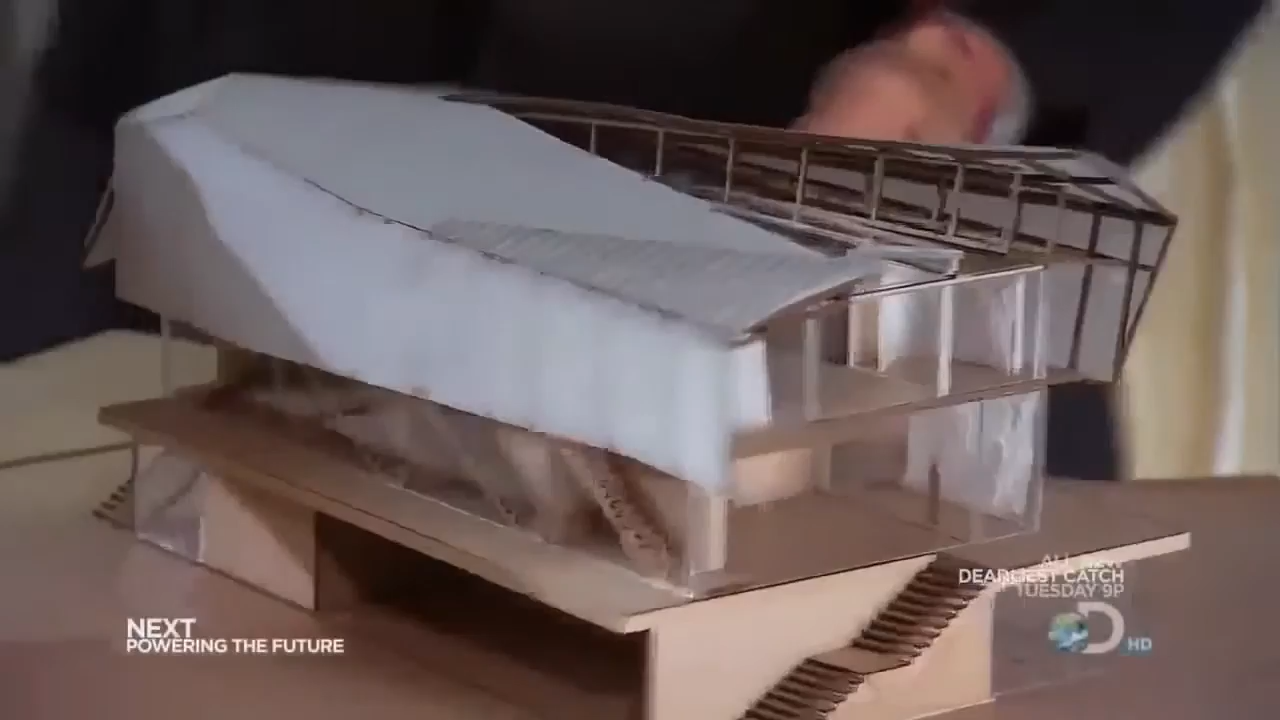 NEXT
POWERING THE FUTURE
ALL NEW
DEADLIEST CATCH
TUESDAY 9P
D HD